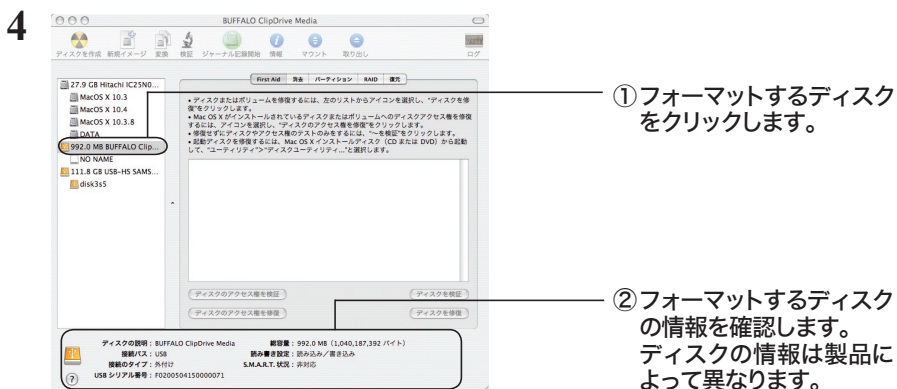 4
BUFFALO ClipDrive Media
ディスクを作成 新規イメージ 変換 検証 ジャーナル記録開始 情報 マウント 取り出し ログ
First Aid 消去 パーティション RAID 復元
27.9 GB Hitachi IC25N0...
MacOS X 10.3
MacOS X 10.4
MacOS X 10.3.8
DATA
992.0 MB BUFFALO Clip...
NO NAME
111.8 GB USB-HS SAMS...
disk3s5
• ディスクまたはボリュームを修復するには、左のリストからアイコンを選択し、"ディスクを修
復"をクリックします。
• Mac OS X がインストールされているディスクまたはボリュームへのディスクアクセス権を修復
するには、アイコンを選択し、"ディスクのアクセス権を修復"をクリックします。
• 修復せずにディスクやアクセス権のテストのみをするには、"〜を検証"をクリックします。
• 起動ディスクを修復するには、Mac OS X インストールディスク（CD または DVD）から起動
して、"ユーティリティ">"ディスクユーティリティ..."と選択します。
ディスクのアクセス権を検証 ディスクを検証
ディスクのアクセス権を修復 ディスクを修復
ディスクの説明：BUFFALO ClipDrive Media 総容量：992.0 MB（1,040,187,392 バイト）
接続バス：USB 読み書き設定：読み込み／書き込み
接続のタイプ：外付け S.M.A.R.T. 状況：非対応
USB シリアル番号：F0200504150000071
?
①フォーマットするディスク
をクリックします。
②フォーマットするディスク
の情報を確認します。
ディスクの情報は製品に
よって異なります。